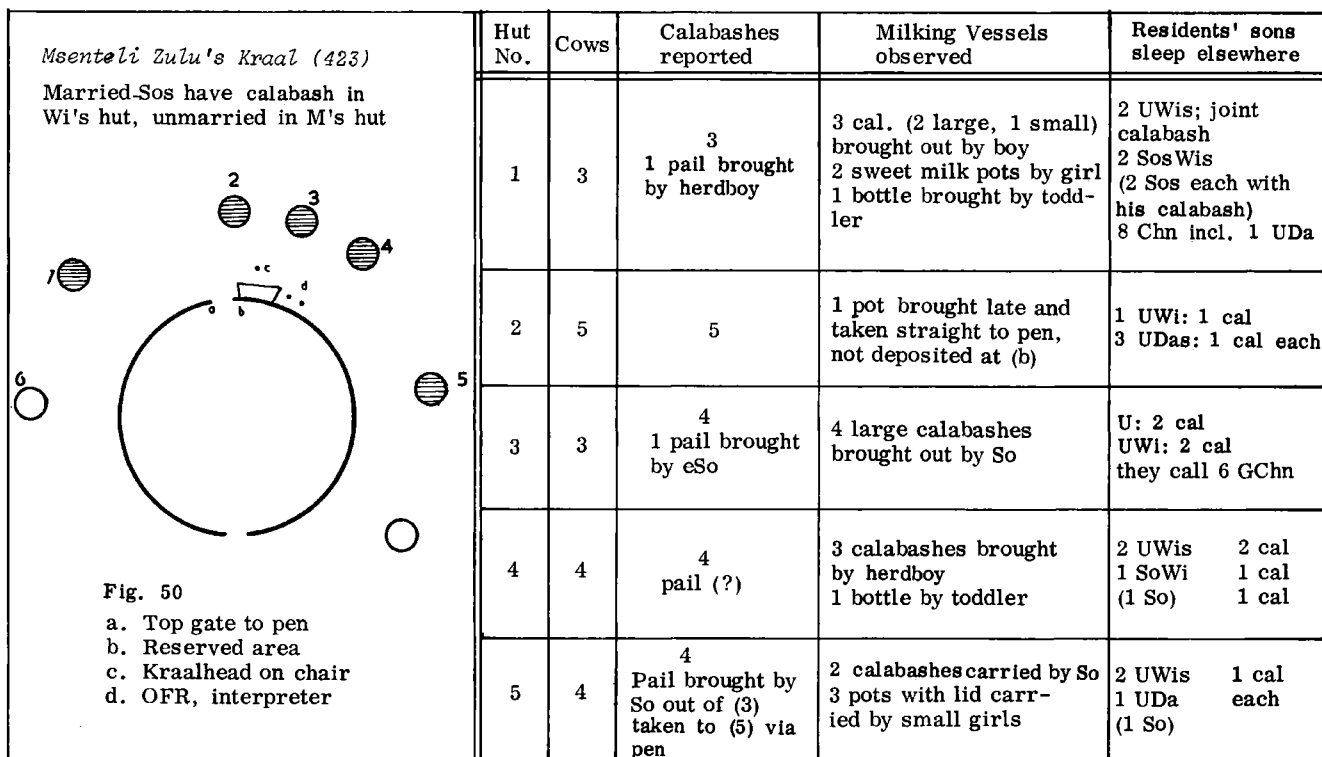 Msenteli Zulu's Kraal (423)
Married Sos have calabash in
Wi's hut, unmarried in M's hut
2
3
4
1
c
d
a
b
6
5
Fig. 50
a. Top gate to pen
b. Reserved area
c. Kraalhead on chair
d. OFR, interpreter
Hut
No.
Cows
Calabashes
reported
Milking Vessels
observed
Residents' sons
sleep elsewhere
1
3
3
1 pail brought
by herdboy
3 cal. (2 large, 1 small)
brought out by boy
2 sweet milk pots by girl
1 bottle brought by todd-
ler
2 UWis; joint
calabash
2 SosWis
(2 Sos each with
his calabash)
8 Chn incl. 1 UDa
2
5
5
1 pot brought late and
taken straight to pen,
not deposited at (b)
1 UWi: 1 cal
3 UDas: 1 cal each
3
3
4
1 pail brought
by eSo
4 large calabashes
brought out by So
U: 2 cal
UWi: 2 cal
they call 6 GChn
4
4
4
pail (?)
3 calabashes brought
by herdboy
1 bottle by toddler
2 UWis 2 cal
1 SoWi 1 cal
(1 So) 1 cal
5
4
4
Pail brought by
So out of (3)
taken to (5) via
pen
2 calabashes carried by So
3 pots with lid carr-
ied by small girls
2 UWis 1 cal
1 UDa each
(1 So)